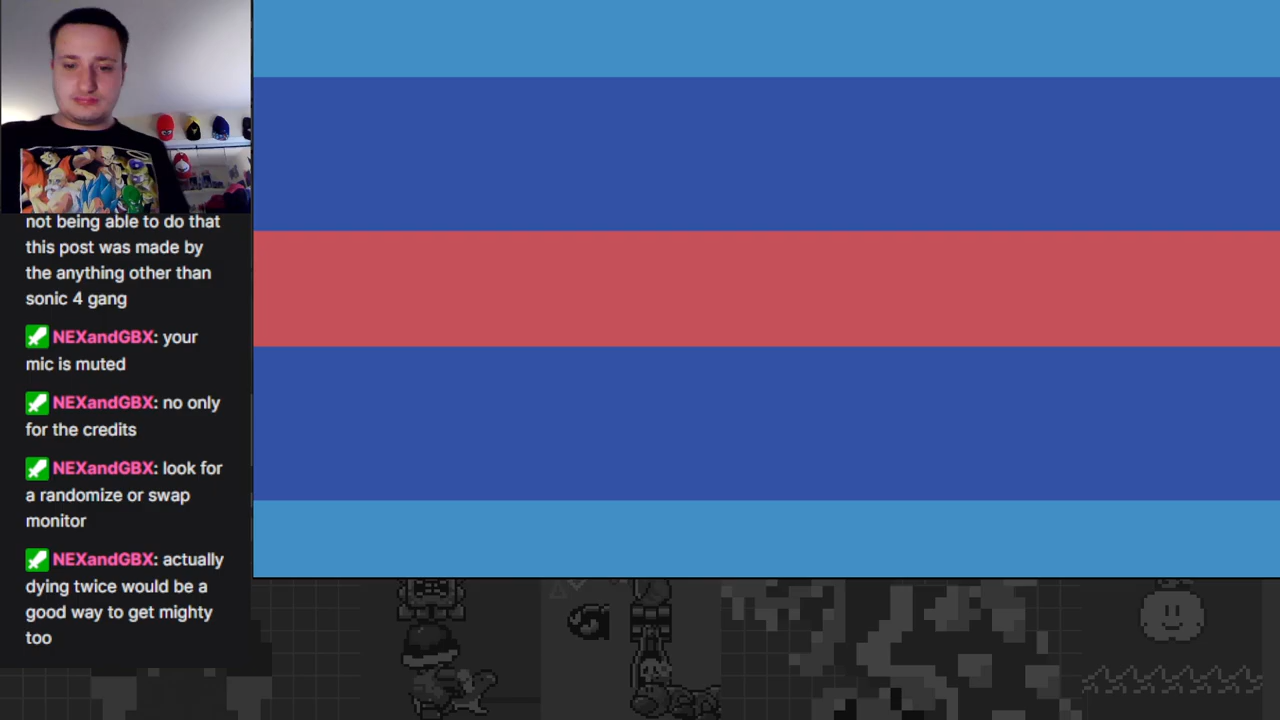 not being able to do that
this post was made by
the anything other than
sonic 4 gang
NEXandGBX: your
mic is muted
NEXandGBX: no only
for the credits
NEXandGBX: look for
a randomize or swap
monitor
NEXandGBX: actually
dying twice would be a
good way to get mighty
too